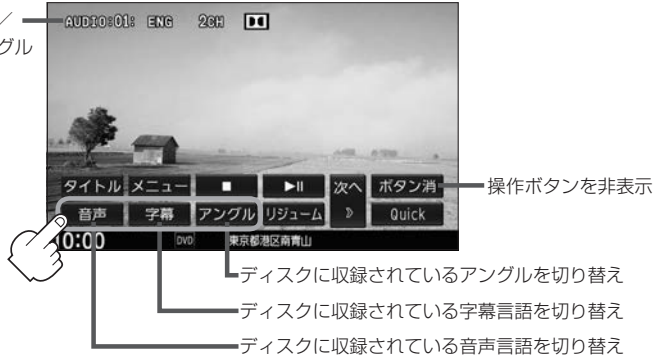 ／
グル
AUDIO:01: ENG 2CH
タイトル メニュー ■ ▶II 次へ ボタン消
操作ボタンを非表示
音声 字幕 アングル リジューム 》 Quick
0:00 DVD 東京都港区南青山
ディスクに収録されているアングルを切り替え
ディスクに収録されている字幕言語を切り替え
ディスクに収録されている音声言語を切り替え